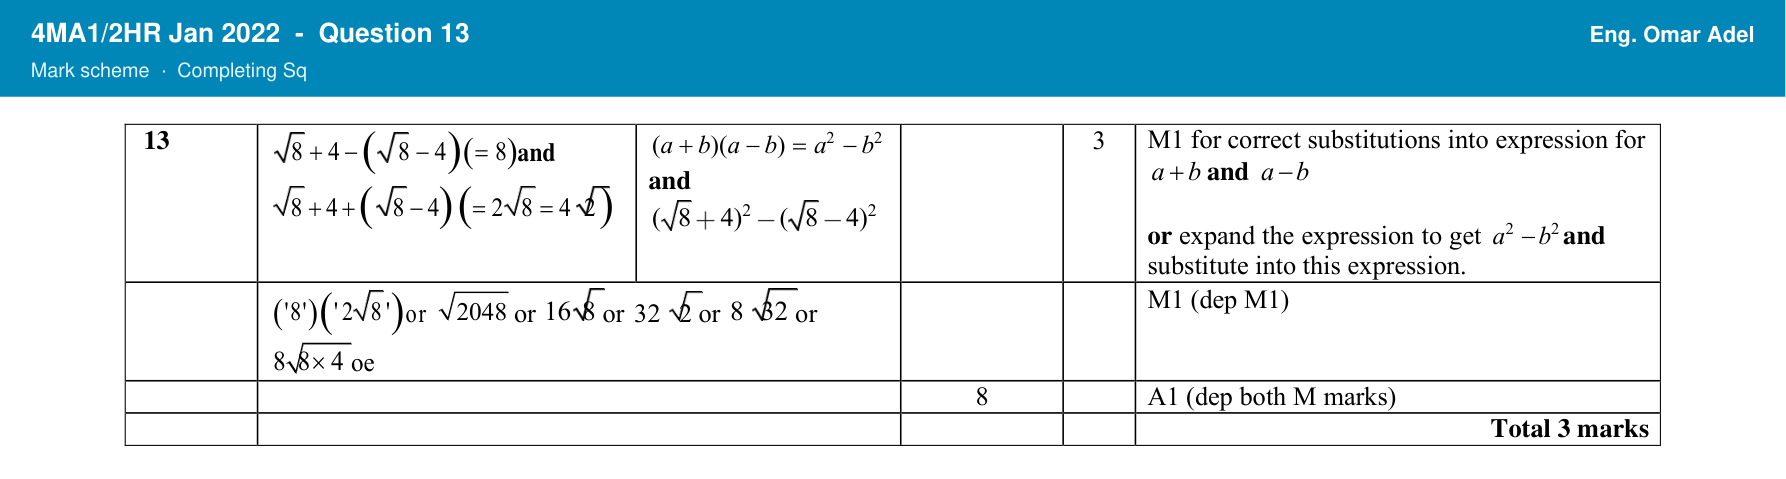 4MA1/2HR Jan 2022 - Question 13
Eng. Omar Adel
Mark scheme · Completing Sq
13
√8 + 4 − (√8 − 4)(= 8)and
√8 + 4 + (√8 − 4)(= 2√8 = 4√2)
(a + b)(a − b) = a² − b²
and
(√8 + 4)² − (√8 − 4)²
3
M1 for correct substitutions into expression for
a + b and a − b
or expand the expression to get a² − b² and
substitute into this expression.
('8')('2√8')or √2048 or 16√8 or 32√2 or 8√32 or
8√8×4 oe
M1 (dep M1)
8
A1 (dep both M marks)
Total 3 marks